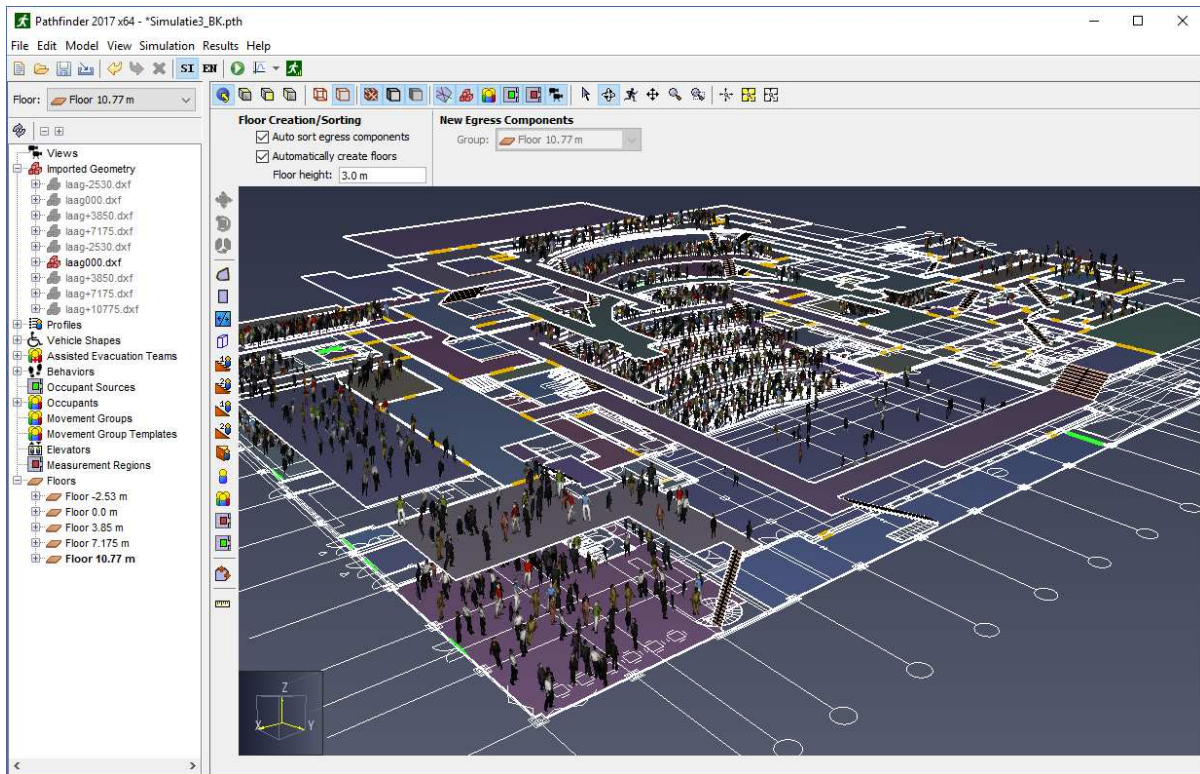 Pathfinder 2017 x64 - *Simulatie3_BK.pth
File Edit Model View Simulation Results Help
SI EN
Floor: Floor 10.77 m
Floor Creation/Sorting
Auto sort egress components
Automatically create floors
Floor height: 3.0 m
New Egress Components
Group: Floor 10.77 m
Views
Imported Geometry
laag-2530.dxf
laag000.dxf
laag+3850.dxf
laag+7175.dxf
laag-2530.dxf
laag000.dxf
laag+3850.dxf
laag+7175.dxf
laag+10775.dxf
Profiles
Vehicle Shapes
Assisted Evacuation Teams
Behaviors
Occupant Sources
Occupants
Movement Groups
Movement Group Templates
Elevators
Measurement Regions
Floors
Floor -2.53 m
Floor 0.0 m
Floor 3.85 m
Floor 7.175 m
Floor 10.77 m
Z
X
Y